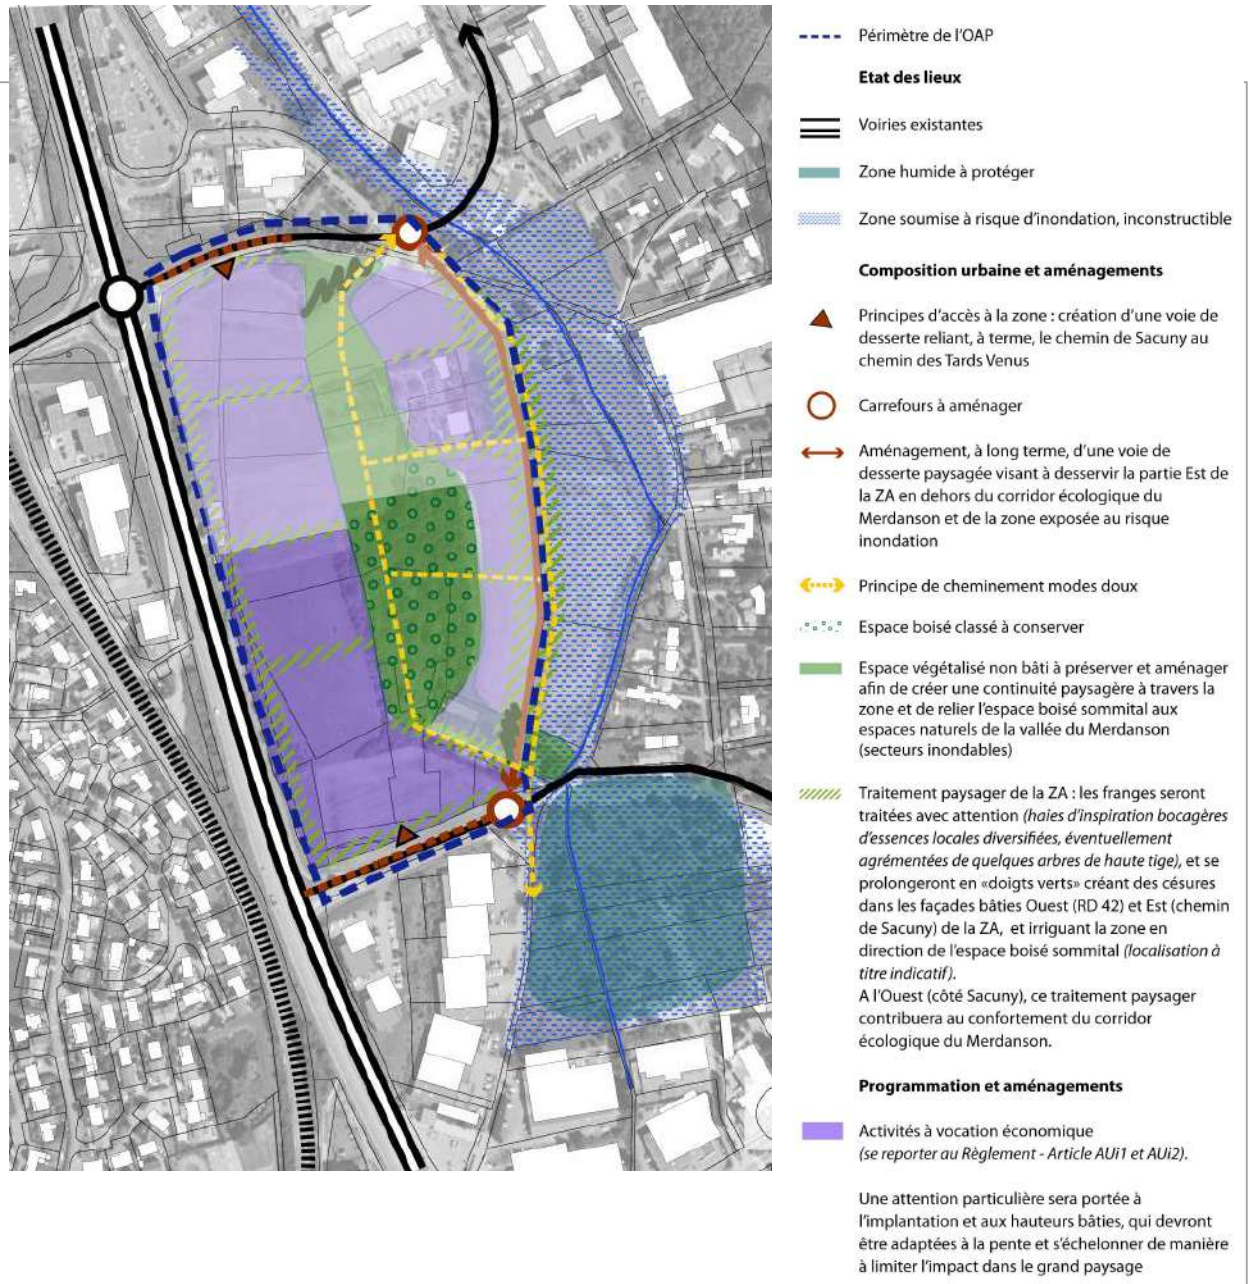 Périmètre de l'OAP
Etat des lieux
Voiries existantes
Zone humide à protéger
Zone soumise à risque d'inondation, inconstructible
Composition urbaine et aménagements
Principes d'accès à la zone : création d'une voie de
desserte reliant, à terme, le chemin de Sacuny au
chemin des Tards Venus
Carrefours à aménager
Aménagement, à long terme, d'une voie de
desserte paysagée visant à desservir la partie Est de
la ZA en dehors du corridor écologique du
Merdanson et de la zone exposée au risque
inondation
Principe de cheminement modes doux
Espace boisé classé à conserver
Espace végétalisé non bâti à préserver et aménager
afin de créer une continuité paysagère à travers la
zone et de relier l'espace boisé sommital aux
espaces naturels de la vallée du Merdanson
(secteurs inondables)
Traitement paysager de la ZA : les franges seront
traitées avec attention (haies d'inspiration bocagères
d'essences locales diversifiées, éventuellement
agrémentées de quelques arbres de haute tige), et se
prolongeront en «doigts verts» créant des césures
dans les façades bâties Ouest (RD 42) et Est (chemin
de Sacuny) de la ZA, et irriguant la zone en
direction de l'espace boisé sommital (localisation à
titre indicatif).
A l'Ouest (côté Sacuny), ce traitement paysager
contribuera au confortement du corridor
écologique du Merdanson.
Programmation et aménagements
Activités à vocation économique
(se reporter au Règlement - Article AUi1 et AUi2).
Une attention particulière sera portée à
l'implantation et aux hauteurs bâties, qui devront
être adaptées à la pente et s'échelonner de manière
à limiter l'impact dans le grand paysage